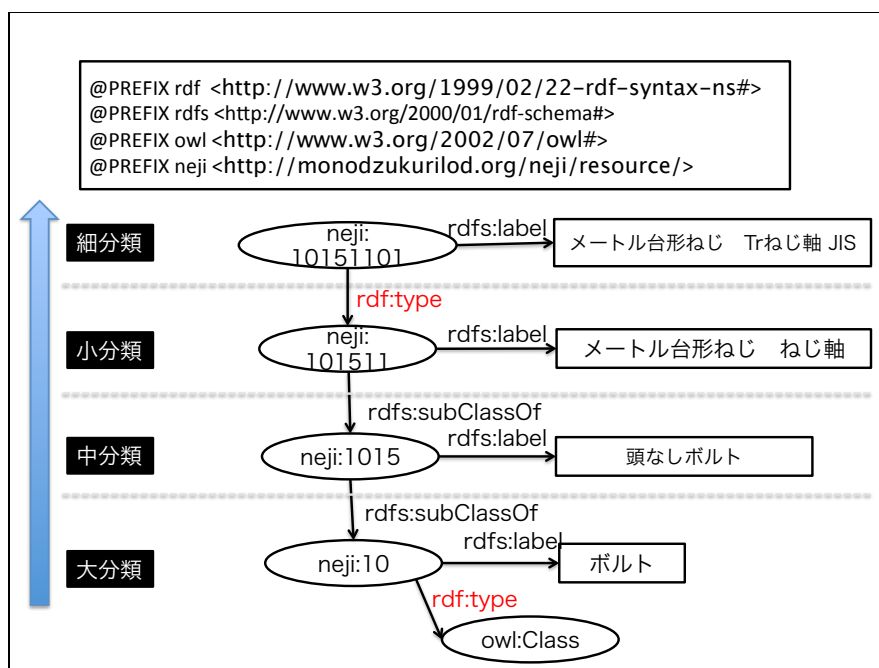 @PREFIX rdf <http://www.w3.org/1999/02/22-rdf-syntax-ns#>
@PREFIX rdfs <http://www.w3.org/2000/01/rdf-schema#>
@PREFIX owl <http://www.w3.org/2002/07/owl#>
@PREFIX neji <http://monodzukurilod.org/neji/resource/>
細分類
neji:
10151101
rdfs:label
メートル台形ねじ　Trねじ軸 JIS
rdf:type
小分類
neji:
101511
rdfs:label
メートル台形ねじ　ねじ軸
rdfs:subClassOf
中分類
neji:1015
rdfs:label
頭なしボルト
rdfs:subClassOf
大分類
neji:10
rdfs:label
ボルト
rdf:type
owl:Class